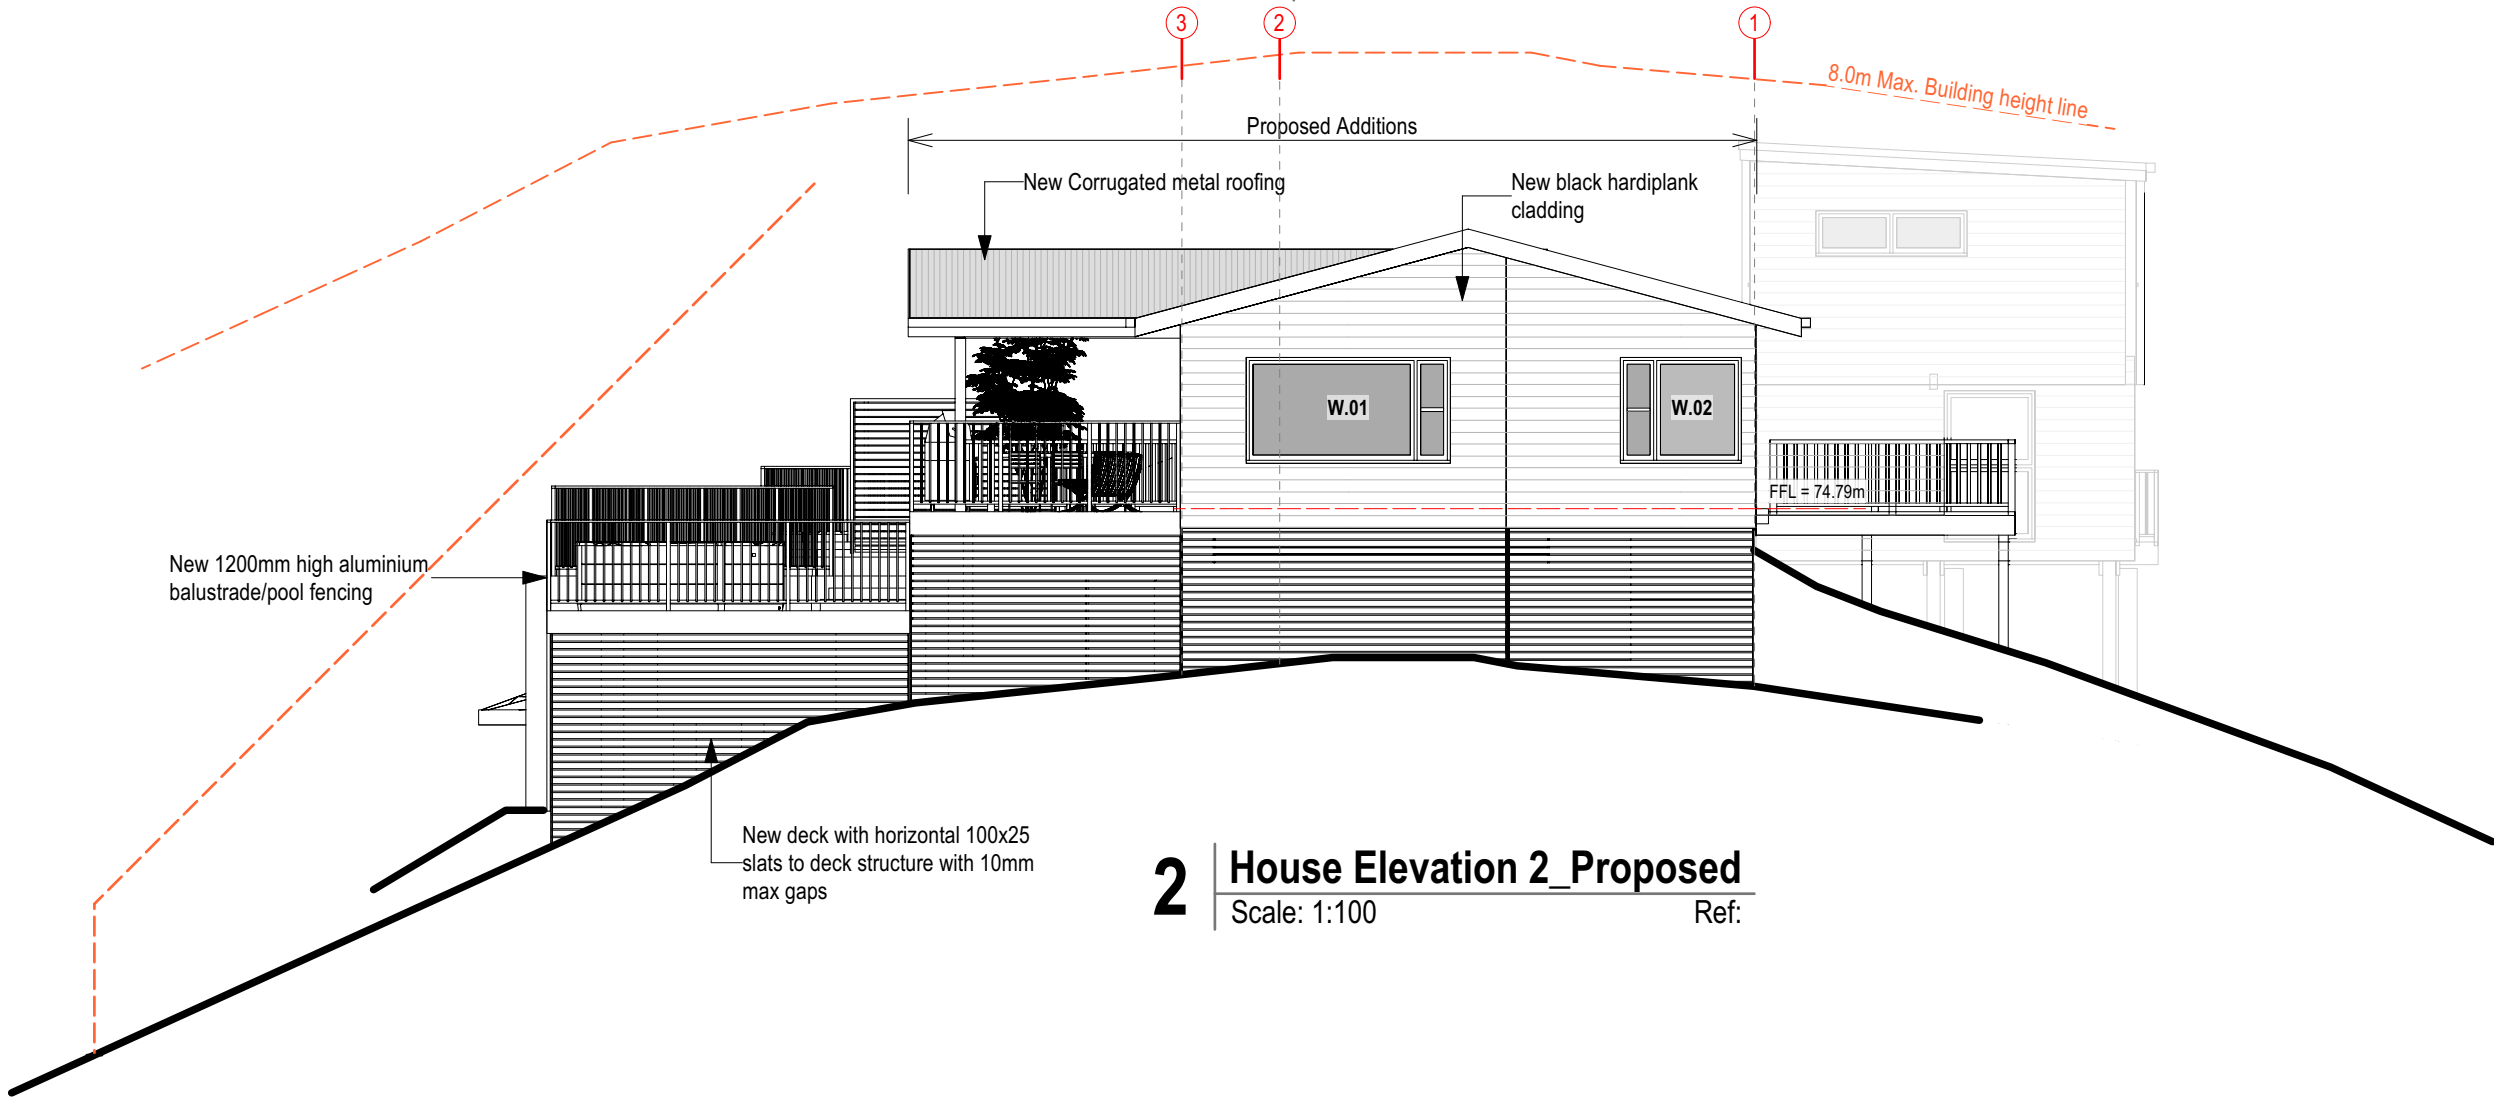 3
2
1
8.0m Max. Building height line
Proposed Additions
New Corrugated metal roofing
New black hardiplank
cladding
W.01
W.02
FFL = 74.79m
New 1200mm high aluminium
balustrade/pool fencing
New deck with horizontal 100x25
slats to deck structure with 10mm
max gaps
2
House Elevation 2_Proposed
Scale: 1:100
Ref: